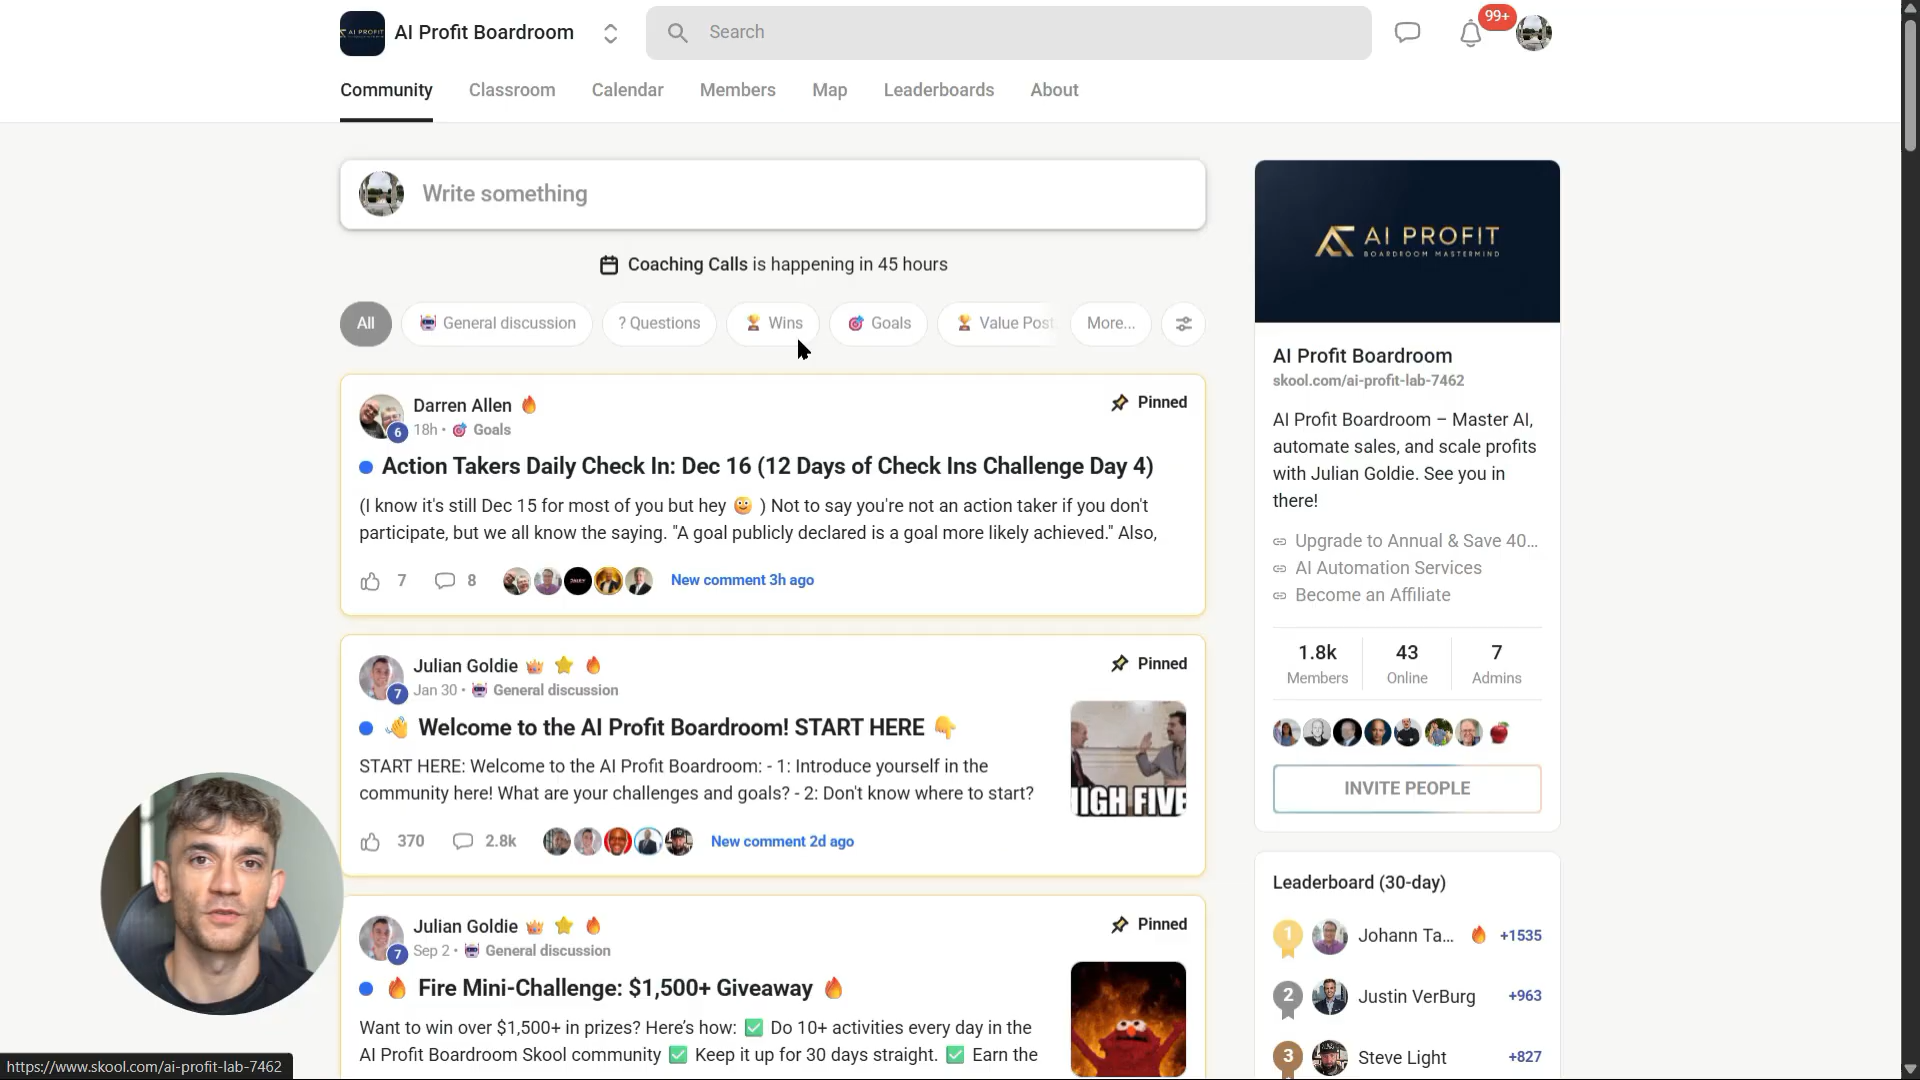 AI PROFIT
AI Profit Boardroom
Search
99+
Community
Classroom
Calendar
Members
Map
Leaderboards
About
Write something
Coaching Calls is happening in 45 hours
All
General discussion
? Questions
Wins
Goals
Value Post
More...
Darren Allen
Pinned
6
18h • Goals
Action Takers Daily Check In: Dec 16 (12 Days of Check Ins Challenge Day 4)
(I know it's still Dec 15 for most of you but hey 😜 ) Not to say you're not an action taker if you don't
participate, but we all know the saying. "A goal publicly declared is a goal more likely achieved." Also,
7
8
New comment 3h ago
Julian Goldie
Pinned
7
Jan 30 • General discussion
👋 Welcome to the AI Profit Boardroom! START HERE 👇
START HERE: Welcome to the AI Profit Boardroom: - 1: Introduce yourself in the
community here! What are your challenges and goals? - 2: Don't know where to start?
HIGH FIVE
370
2.8k
New comment 2d ago
Julian Goldie
Pinned
7
Sep 2 • General discussion
🔥 Fire Mini-Challenge: $1,500+ Giveaway 🔥
Want to win over $1,500+ in prizes? Here’s how: ✅ Do 10+ activities every day in the
AI Profit Boardroom Skool community ✅ Keep it up for 30 days straight. ✅ Earn the
AI PROFIT
BOARDROOM MASTERMIND
AI Profit Boardroom
skool.com/ai-profit-lab-7462
AI Profit Boardroom – Master AI,
automate sales, and scale profits
with Julian Goldie. See you in
there!
Upgrade to Annual & Save 40...
AI Automation Services
Become an Affiliate
1.8k
Members
43
Online
7
Admins
INVITE PEOPLE
Leaderboard (30-day)
1
Johann Ta...
+1535
2
Justin VerBurg
+963
3
Steve Light
+827
https://www.skool.com/ai-profit-lab-7462